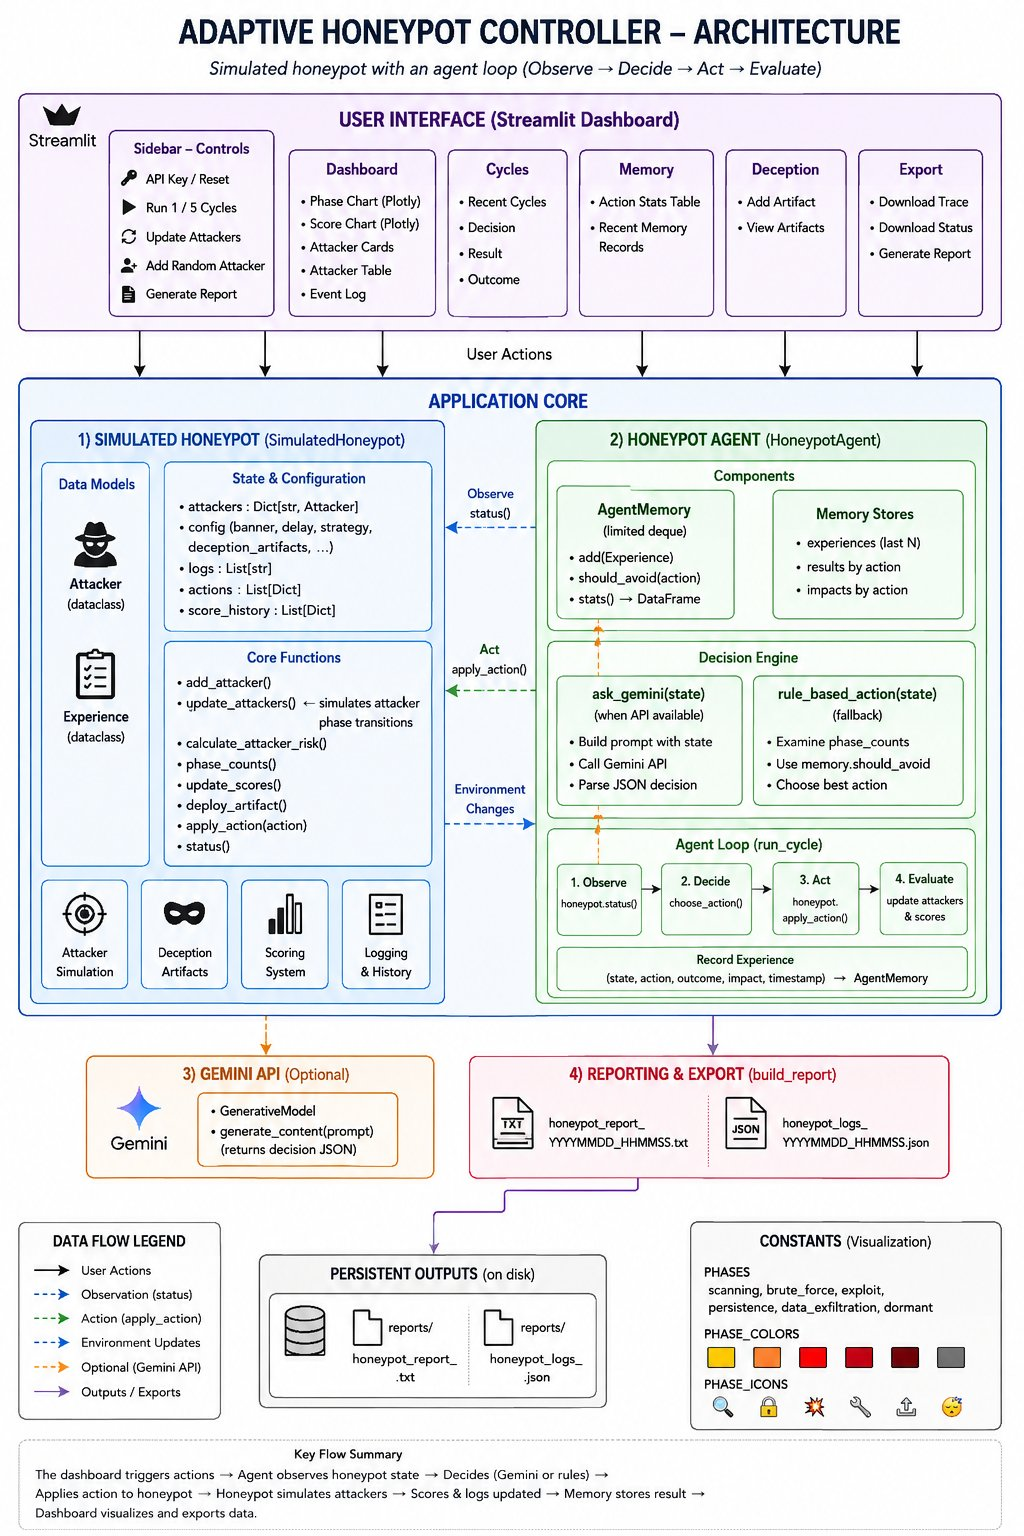 ADAPTIVE HONEYPOT CONTROLLER – ARCHITECTURE
Simulated honeypot with an agent loop (Observe → Decide → Act → Evaluate)
Streamlit
USER INTERFACE (Streamlit Dashboard)
Sidebar – Controls
API Key / Reset
Run 1 / 5 Cycles
Update Attackers
Add Random Attacker
Generate Report
Dashboard
• Phase Chart (Plotly)
• Score Chart (Plotly)
• Attacker Cards
• Attacker Table
• Event Log
Cycles
• Recent Cycles
• Decision
• Result
• Outcome
Memory
• Action Stats Table
• Recent Memory
Records
Deception
• Add Artifact
• View Artifacts
Export
• Download Trace
• Download Status
• Generate Report
User Actions
APPLICATION CORE
1) SIMULATED HONEYPOT (SimulatedHoneypot)
Data Models
Attacker
(dataclass)
Experience
(dataclass)
State & Configuration
• attackers : Dict[str, Attacker]
• config (banner, delay, strategy,
deception_artifacts, ...)
• logs : List[str]
• actions : List[Dict]
• score_history : List[Dict]
Core Functions
• add_attacker()
• update_attackers() ← simulates attacker
phase transitions
• calculate_attacker_risk()
• phase_counts()
• update_scores()
• deploy_artifact()
• apply_action(action)
• status()
Attacker
Simulation
Deception
Artifacts
Scoring
System
Logging
& History
Observe
status()
Act
apply_action()
Environment
Changes
2) HONEYPOT AGENT (HoneypotAgent)
Components
AgentMemory
(limited deque)
• add(Experience)
• should_avoid(action)
• stats() → DataFrame
Memory Stores
• experiences (last N)
• results by action
• impacts by action
Decision Engine
ask_gemini(state)
(when API available)
• Build prompt with state
• Call Gemini API
• Parse JSON decision
rule_based_action(state)
(fallback)
• Examine phase_counts
• Use memory.should_avoid
• Choose best action
Agent Loop (run_cycle)
1. Observe
honeypot.status()
2. Decide
choose_action()
3. Act
honeypot.
apply_action()
4. Evaluate
update attackers
& scores
Record Experience
(state, action, outcome, impact, timestamp) → AgentMemory
3) GEMINI API (Optional)
Gemini
• GenerativeModel
• generate_content(prompt)
(returns decision JSON)
4) REPORTING & EXPORT (build_report)
TXT
honeypot_report_
YYYYMMDD_HHMMSS.txt
JSON
honeypot_logs_
YYYYMMDD_HHMMSS.json
DATA FLOW LEGEND
User Actions
Observation (status)
Action (apply_action)
Environment Updates
Optional (Gemini API)
Outputs / Exports
PERSISTENT OUTPUTS (on disk)
reports/
honeypot_report_
.txt
reports/
honeypot_logs_
.json
CONSTANTS (Visualization)
PHASES
scanning, brute_force, exploit,
persistence, data_exfiltration, dormant
PHASE_COLORS
PHASE_ICONS
Key Flow Summary
The dashboard triggers actions → Agent observes honeypot state → Decides (Gemini or rules) →
Applies action to honeypot → Honeypot simulates attackers → Scores & logs updated → Memory stores result →
Dashboard visualizes and exports data.